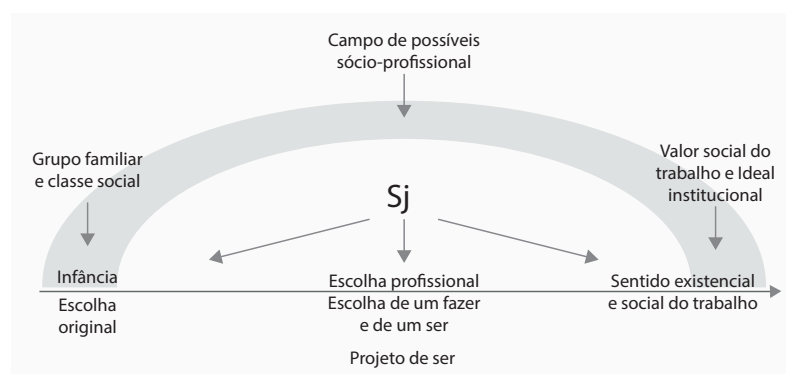 Campo de possíveis
sócio-profissional
Grupo familiar
e classe social
Valor social do
trabalho e Ideal
institucional
Sj
Infância
Escolha
original
Escolha profissional
Escolha de um fazer
e de um ser
Sentido existencial
e social do trabalho
Projeto de ser